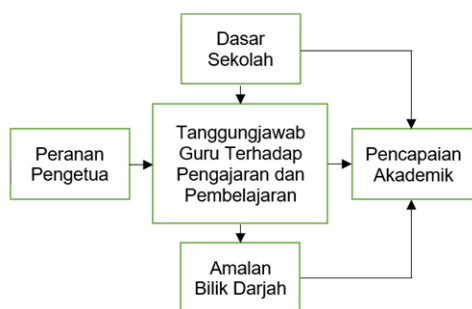 Dasar
Sekolah
Peranan
Pengetua
Tanggungjawab
Guru Terhadap
Pengajaran dan
Pembelajaran
Pencapaian
Akademik
Amalan
Bilik Darjah